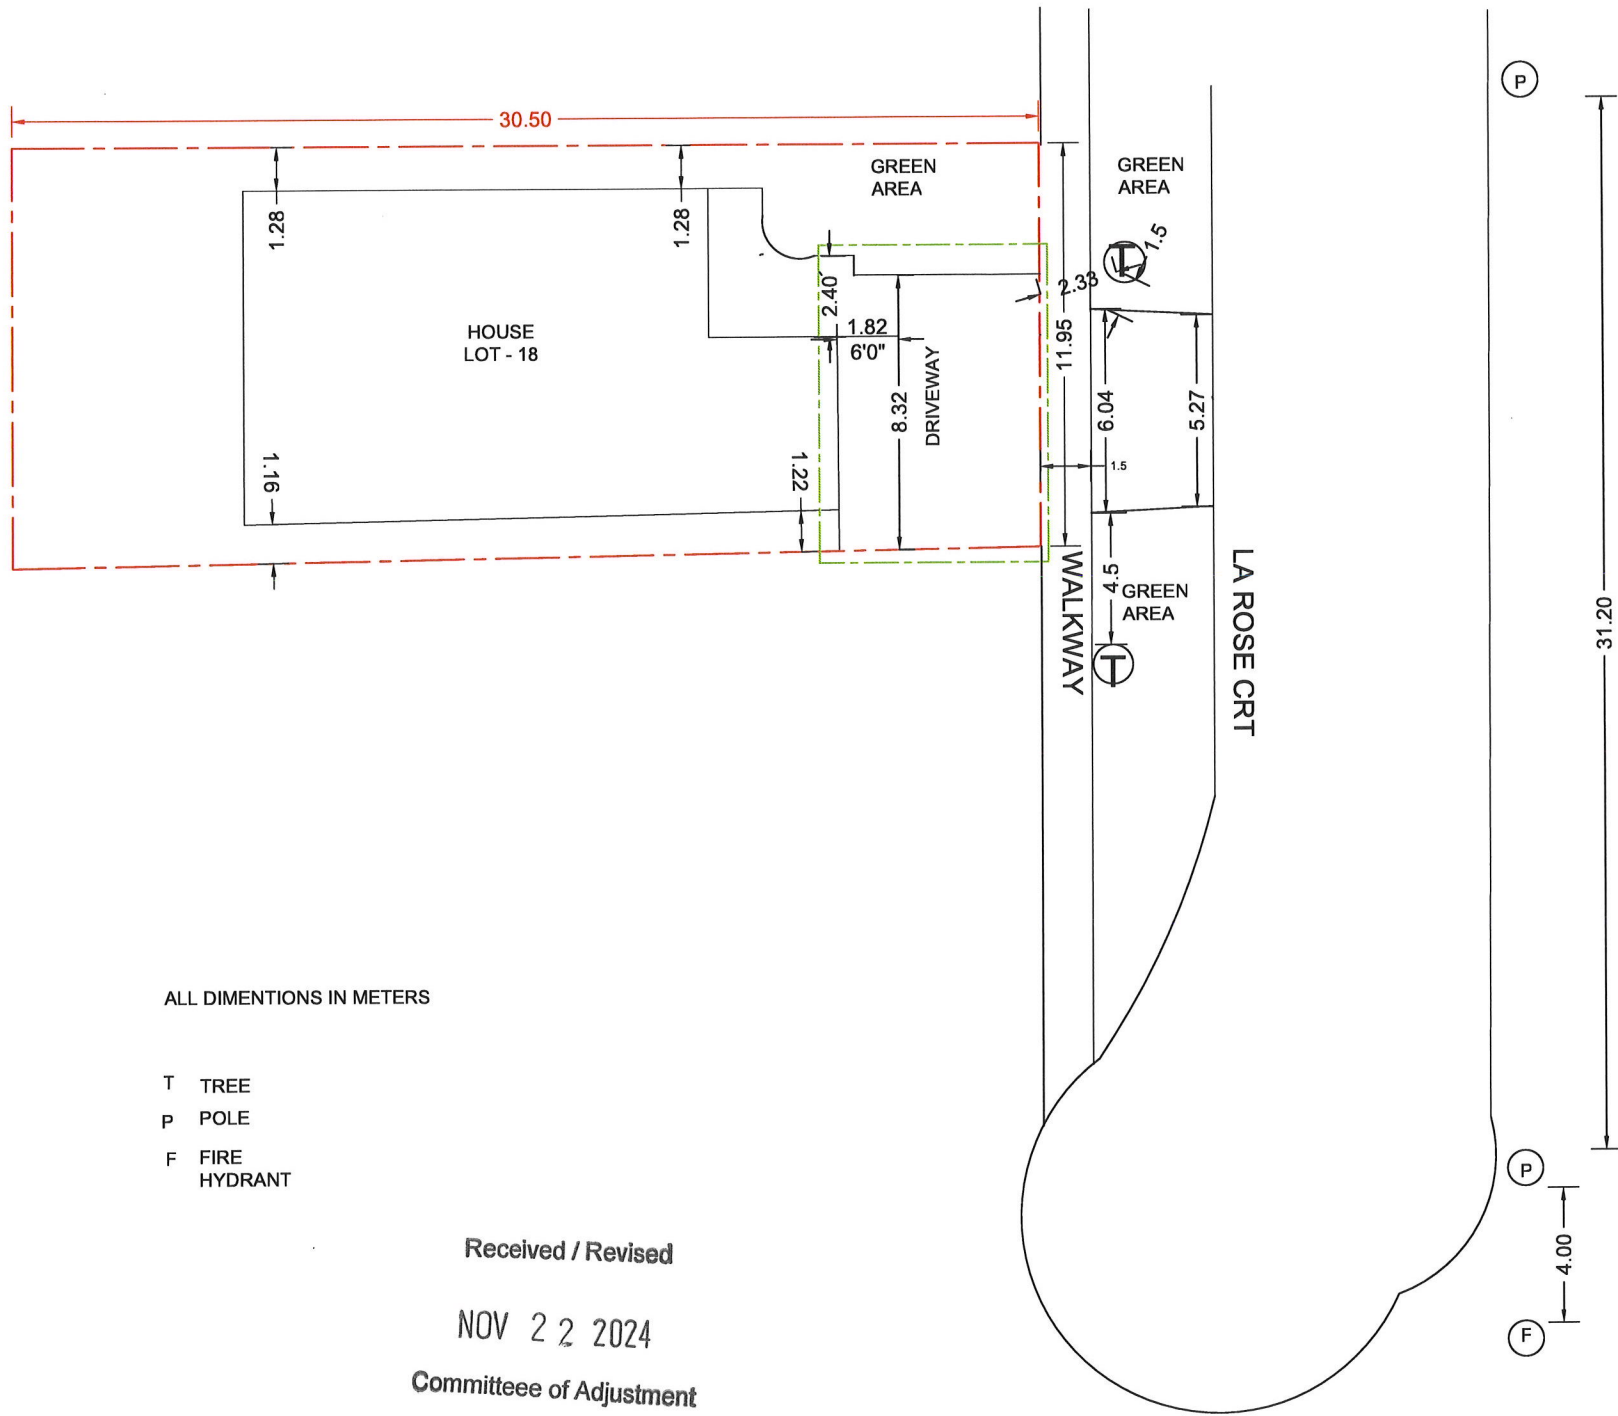 P
30.50
GREEN
AREA
GREEN
AREA
1.28
1.28
T
1.5
2.33
2.40
HOUSE
LOT - 18
1.82
6'0"
11.95
8.32
DRIVEWAY
6.04
5.27
1.16
1.22
1.5
WALKWAY
4.5
GREEN
AREA
T
LA ROSE CRT
31.20
ALL DIMENTIONS IN METERS
T TREE
P POLE
F FIRE
HYDRANT
P
4.00
F
Received / Revised
NOV 22 2024
Committeee of Adjustment